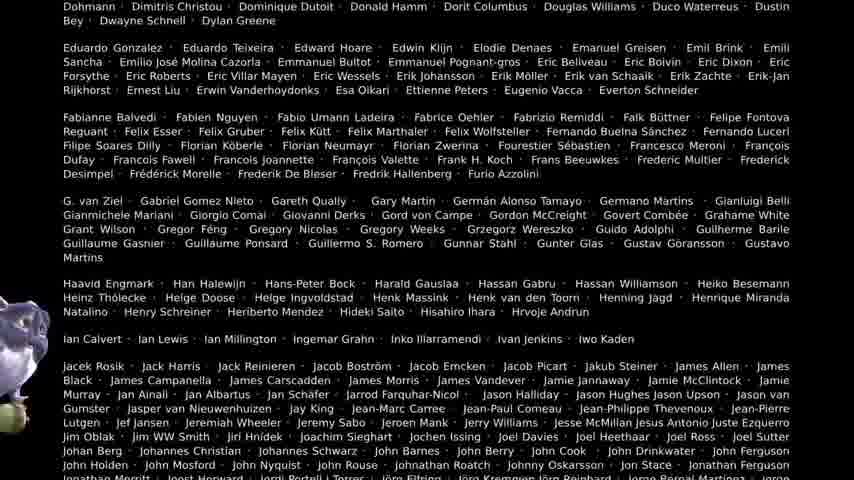 Dohmann · Dimitris Christou · Dominique Dutoit · Donald Hamm · Dorit Columbus · Douglas Williams · Duco Waterreus · Dustin
Bey · Dwayne Schnell · Dylan Greene
Eduardo Gonzalez · Eduardo Teixeira · Edward Hoare · Edwin Klijn · Elodie Denaes · Emanuel Greisen · Emil Brink · Emili
Sancha · Emilio José Molina Cazorla · Emmanuel Bultot · Emmanuel Pognant-gros · Eric Beliveau · Eric Boivin · Eric Dixon · Eric
Forsythe · Eric Roberts · Eric Villar Mayen · Eric Wessels · Erik Johansson · Erik Möller · Erik van Schaaik · Erik Zachte · Erik-Jan
Rijkhorst · Ernest Liu · Erwin Vanderhoydonks · Esa Oikari · Ettienne Peters · Eugenio Vacca · Everton Schneider
Fabianne Balvedi · Fabien Nguyen · Fabio Umann Ladeira · Fabrice Oehler · Fabrizio Remiddi · Falk Büttner · Felipe Fontova
Reguant · Felix Esser · Felix Gruber · Felix Kütt · Felix Marthaler · Felix Wolfsteller · Fernando Buelna Sánchez · Fernando Luceri
Filipe Soares Dilly · Florian Köberle · Florian Neumayr · Florian Zwerina · Fourestier Sébastien · Francesco Meroni · François
Dufay · Francois Fawell · Francois Joannette · François Valette · Frank H. Koch · Frans Beeuwkes · Frederic Multier · Frederick
Desimpel · Frédérick Morelle · Frederik De Bleser · Fredrik Hallenberg · Furio Azzolini
G. van Ziel · Gabriel Gomez Nieto · Gareth Qually · Gary Martin · Germán Alonso Tamayo · Germano Martins · Gianluigi Belli
Gianmichele Mariani · Giorgio Comai · Giovanni Derks · Gord von Campe · Gordon McCreight · Govert Combée · Grahame White
Grant Wilson · Gregor Féng · Gregory Nicolas · Gregory Weeks · Grzegorz Wereszko · Guido Adolphi · Guilherme Barile
Guillaume Gasnier · Guillaume Ponsard · Guillermo S. Romero · Gunnar Stahl · Gunter Glas · Gustav Göransson · Gustavo
Martins
Haavid Engmark · Han Halewijn · Hans-Peter Bock · Harald Gauslaa · Hassan Gabru · Hassan Williamson · Heiko Besemann
Heinz Thölecke · Helge Doose · Helge Ingvoldstad · Henk Massink · Henk van den Toorn · Henning Jagd · Henrique Miranda
Natalino · Henry Schreiner · Heriberto Mendez · Hideki Saito · Hisahiro Ihara · Hrvoje Andrun
Ian Calvert · Ian Lewis · Ian Millington · Ingemar Grahn · Inko Illarramendi · Ivan Jenkins · Iwo Kaden
Jacek Rosik · Jack Harris · Jack Reinieren · Jacob Boström · Jacob Emcken · Jacob Picart · Jakub Steiner · James Allen · James
Black · James Campanella · James Carscadden · James Morris · James Vandever · Jamie Jannaway · Jamie McClintock · Jamie
Murray · Jan Ainali · Jan Albartus · Jan Schäfer · Jarrod Farquhar-Nicol · Jason Halliday · Jason Hughes Jason Upson · Jason van
Gumster · Jasper van Nieuwenhuizen · Jay King · Jean-Marc Carree · Jean-Paul Comeau · Jean-Philippe Thevenoux · Jean-Pierre
Lutgen · Jef Jansen · Jeremiah Wheeler · Jeremy Sabo · Jeroen Mank · Jerry Williams · Jesse McMillan Jesus Antonio Juste Ezquerro
Jim Oblak · Jim WW Smith · Jiri Hnídek · Joachim Sieghart · Jochen Issing · Joel Davies · Joel Heethaar · Joel Ross · Joel Sutter
Johan Berg · Johannes Christian · Johannes Schwarz · John Barnes · John Berry · John Cook · John Drinkwater · John Ferguson
John Holden · John Mosford · John Nyquist · John Rouse · Johnathan Roatch · Johnny Oskarsson · Jon Stace · Jonathan Ferguson
Jonathan Merritt · Joost Herward · Jordi Portell i Torres · Jörg Elfring · Jörg Kremgyen Jörg Reinhard · Jorge Bernal Martinez · Jorge